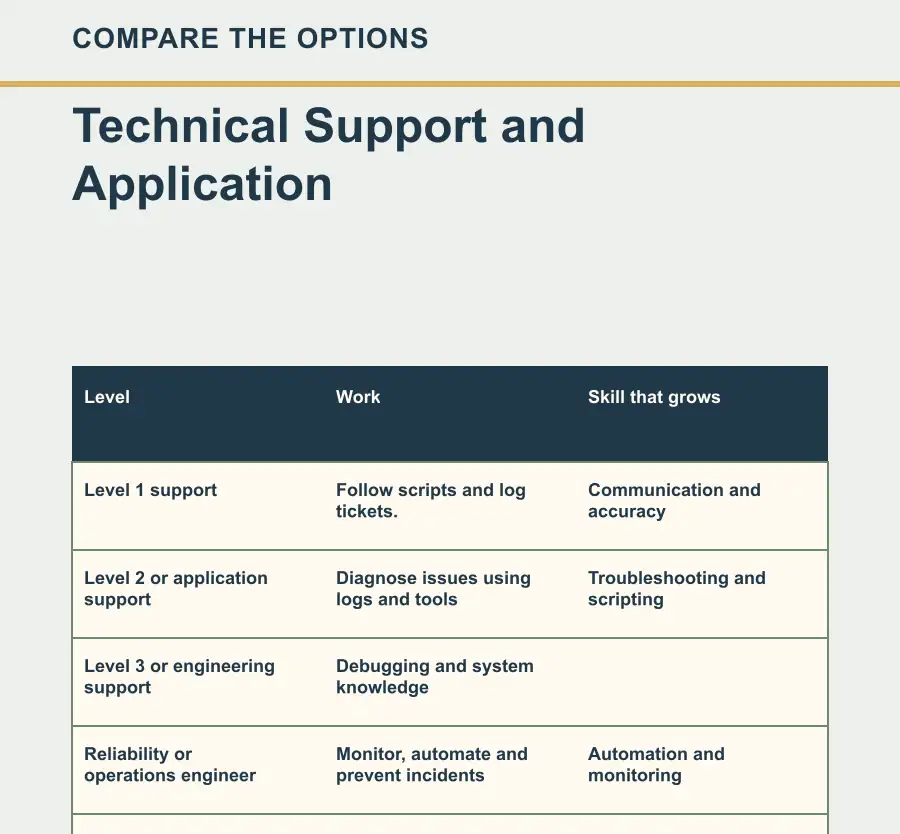 COMPARE THE OPTIONS
Technical Support and
Application
Level Work Skill that grows
Level 1 support Follow scripts and log Communication and
tickets. accuracy
Level 2 or application Diagnose issues using Troubleshooting and
support logs and tools scripting
Level 3 or engineering Debugging and system
support knowledge
Reliability or Monitor, automate and Automation and
operations engineer prevent incidents monitoring